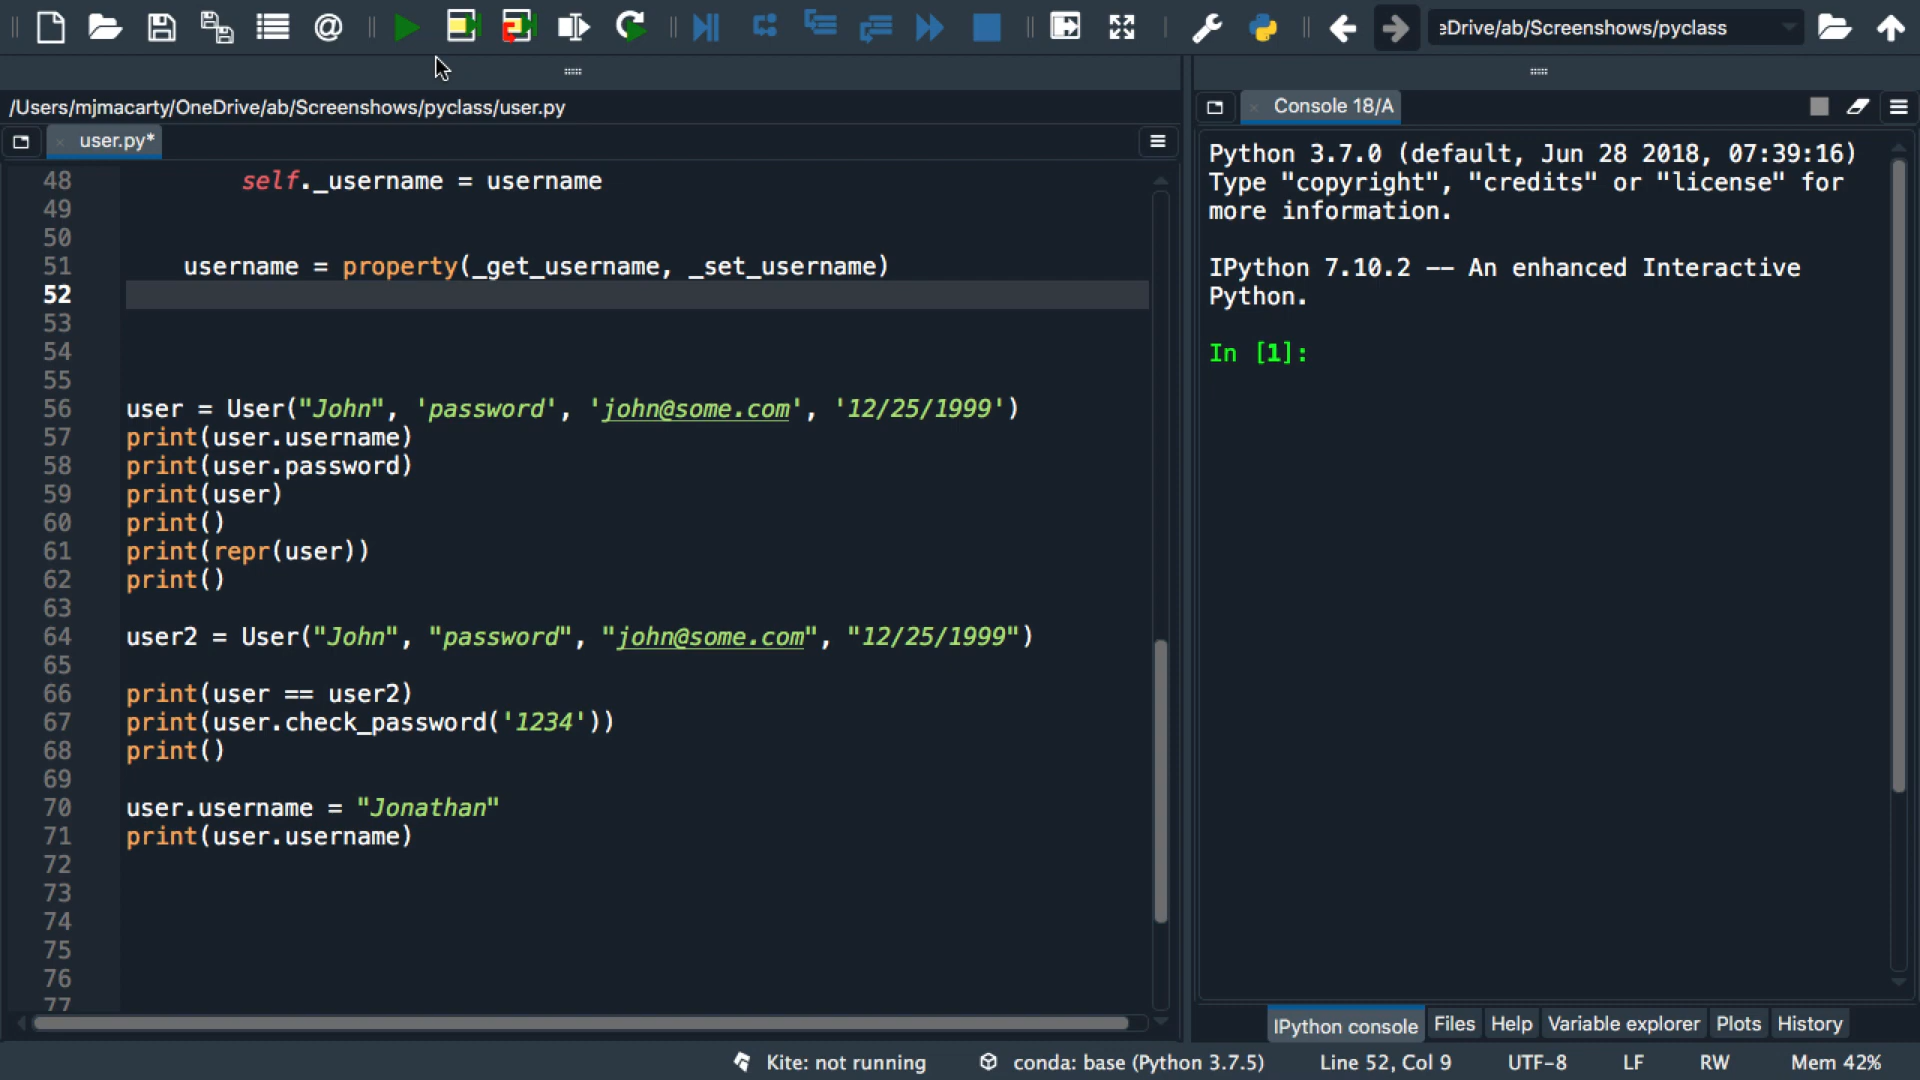 eDrive/ab/Screenshows/pyclass
/Users/mjmacarty/OneDrive/ab/Screenshows/pyclass/user.py
user.py*
48 self._username = username
49
50
51 username = property(_get_username, _set_username)
52
53
54
55
56 user = User("John", 'password', 'john@some.com', '12/25/1999')
57 print(user.username)
58 print(user.password)
59 print(user)
60 print()
61 print(repr(user))
62 print()
63
64 user2 = User("John", "password", "john@some.com", "12/25/1999")
65
66 print(user == user2)
67 print(user.check_password('1234'))
68 print()
69
70 user.username = "Jonathan"
71 print(user.username)
72
73
74
75
76
77
Console 18/A
Python 3.7.0 (default, Jun 28 2018, 07:39:16)
Type "copyright", "credits" or "license" for
more information.
IPython 7.10.2 -- An enhanced Interactive
Python.
In [1]:
IPython console Files Help Variable explorer Plots History
Kite: not running conda: base (Python 3.7.5) Line 52, Col 9 UTF-8 LF RW Mem 42%